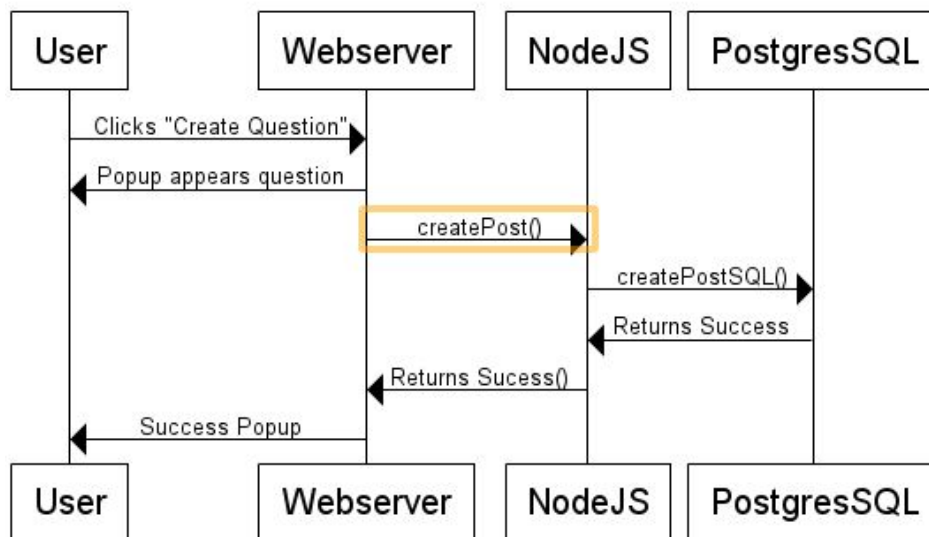 User
Webserver
NodeJS
PostgresSQL
Clicks "Create Question"
Popup appears question
createPost()
createPostSQL()
Returns Success
Returns Sucess()
Success Popup
User
Webserver
NodeJS
PostgresSQL